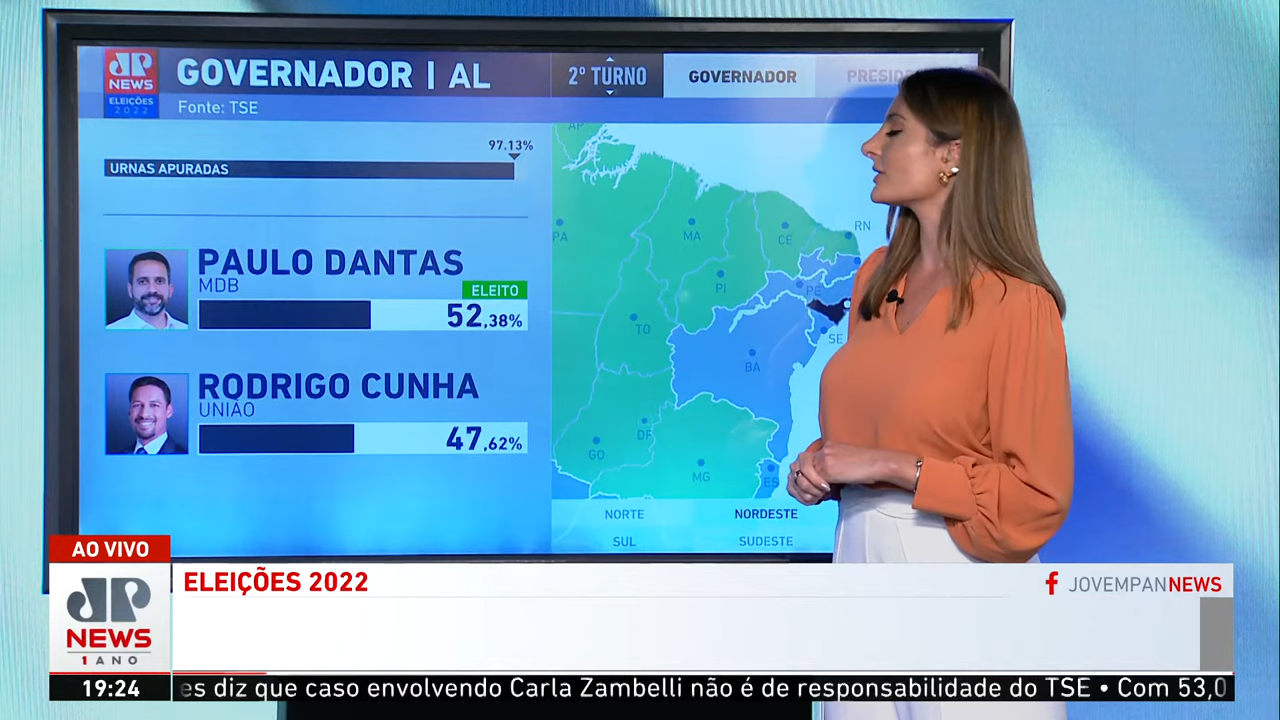 JP
NEWS
ELEIÇÕES
2022
GOVERNADOR | AL
Fonte: TSE
2º TURNO
GOVERNADOR
97.13%
URNAS APURADAS
PAULO DANTAS
MDB
ELEITO
52,38%
RODRIGO CUNHA
UNIÃO
47,62%
AP
PA
MA
CE
RN
PI
PE
TO
SE
BA
DF
GO
MG
ES
NORTE
NORDESTE
SUL
SUDESTE
AO VIVO
JP
NEWS
1 ANO
ELEIÇÕES 2022
f JOVEMPANNEWS
19:24
es diz que caso envolvendo Carla Zambelli não é de responsabilidade do TSE • Com 53,0